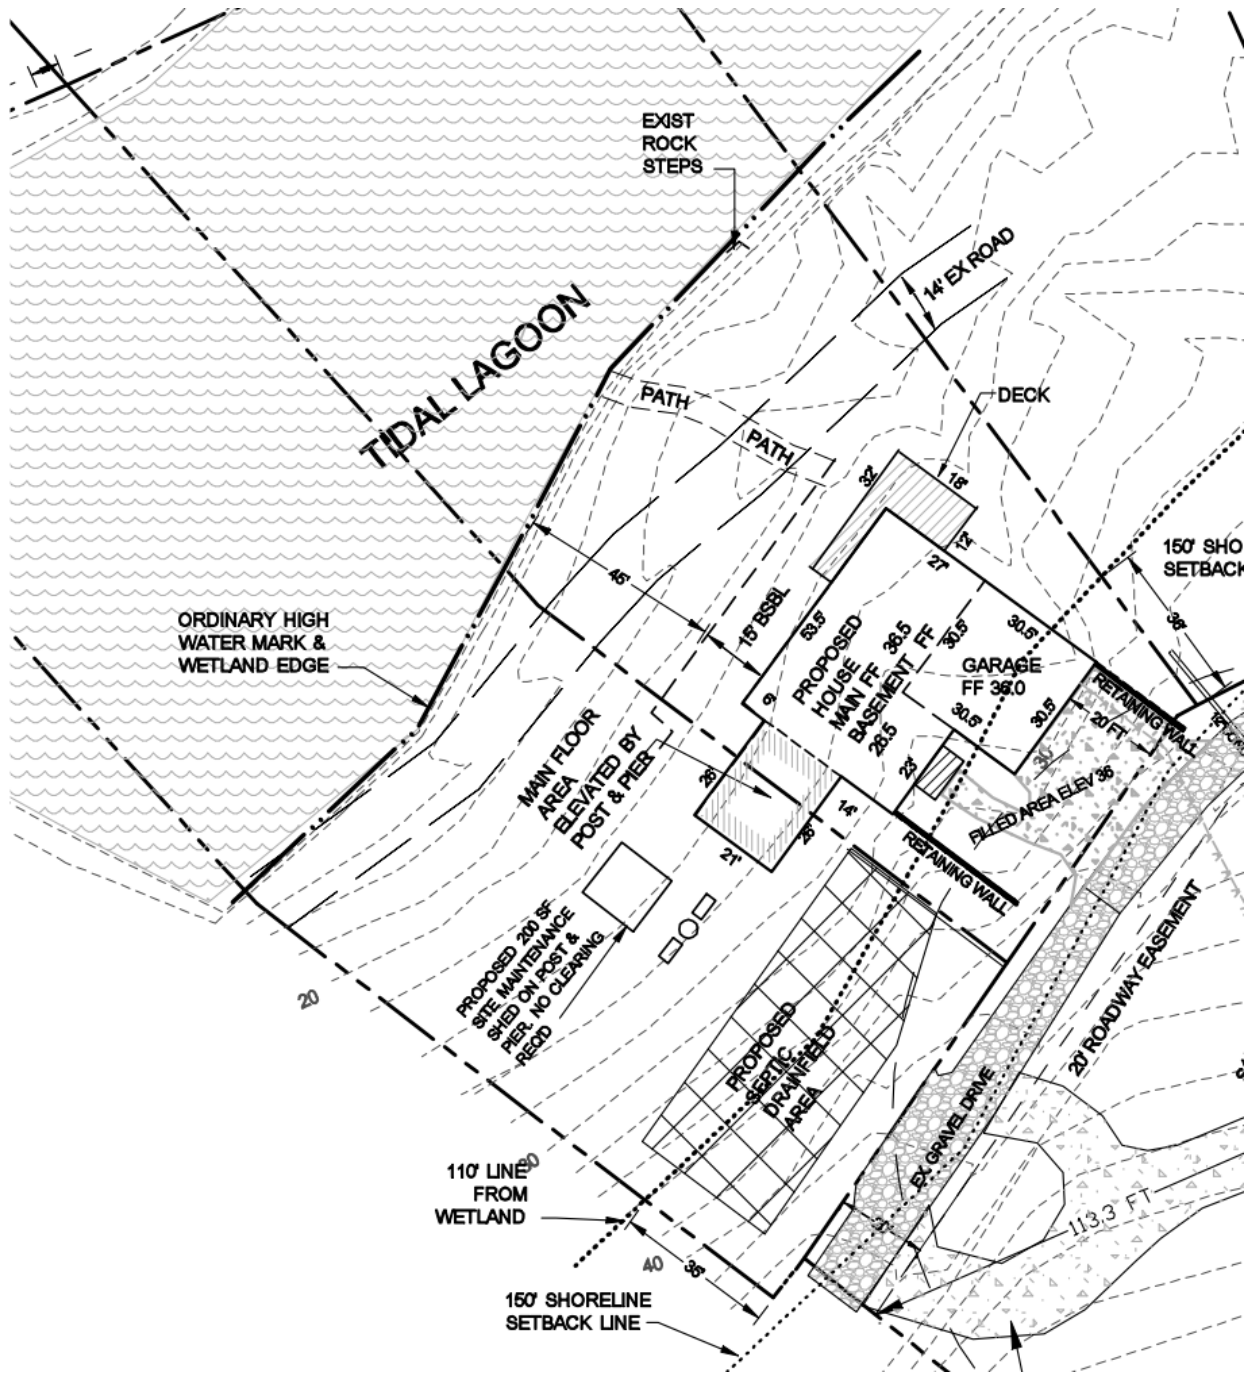 EXIST
ROCK
STEPS
14' EX ROAD
TIDAL LAGOON
PATH
DECK
PATH
32'
18'
12'
27'
150' SHO
SETBACK
45'
15' BSBL
53.5'
30.5'
30.5'
36'
ORDINARY HIGH
WATER MARK &
WETLAND EDGE
PROPOSED
HOUSE
MAIN FF 36.5
BASEMENT FF
26.5
GARAGE
FF 36.0
RETAINING WALL
20' FT
30.5'
30.5'
9'
30'
MAIN FLOOR
AREA
ELEVATED BY
POST & PIER
26'
23'
14'
26'
21'
FILLED AREA ELEV 36
RETAINING WALL
PROPOSED 200 SF
SITE MAINTENANCE
SHED ON POST &
PIER. NO CLEARING
REQ'D
20
20' ROADWAY EASEMENT
PROPOSED
SEPTIC
DRAINFIELD
AREA
EX. GRAVEL DRIVE
110' LINE
FROM
WETLAND
30
113.3 FT
40
35'
150' SHORELINE
SETBACK LINE